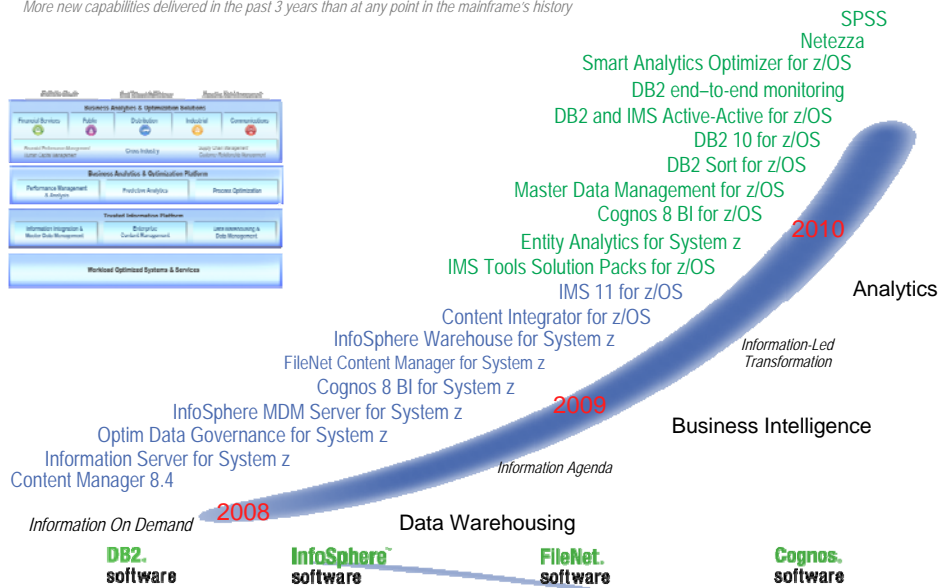 More new capabilities delivered in the past 3 years than at any point in the mainframe's history
SPSS
Netezza
Smart Analytics Optimizer for z/OS
DB2 end–to-end monitoring
DB2 and IMS Active-Active for z/OS
DB2 10 for z/OS
DB2 Sort for z/OS
Master Data Management for z/OS
Cognos 8 BI for z/OS
Entity Analytics for System z
IMS Tools Solution Packs for z/OS
IMS 11 for z/OS
Content Integrator for z/OS
InfoSphere Warehouse for System z
FileNet Content Manager for System z
Cognos 8 BI for System z
InfoSphere MDM Server for System z
Optim Data Governance for System z
Information Server for System z
Content Manager 8.4
Business Analytics & Optimization Solutions
Financial Services
Public
Distribution
Industrial
Communications
Cross Industry
Business Analytics & Optimization Platform
Performance Management
& Analysis
Predictive Analytics
Process Optimization
Trusted Information Platform
Information Integration &
Master Data Management
Enterprise
Content Management
Data Warehousing &
Data Management
Workload Optimized Systems & Services
2010
Analytics
Information-Led
Transformation
2009
Business Intelligence
Information Agenda
2008
Information On Demand
Data Warehousing
DB2.
software
InfoSphere™
software
FileNet.
software
Cognos.
software